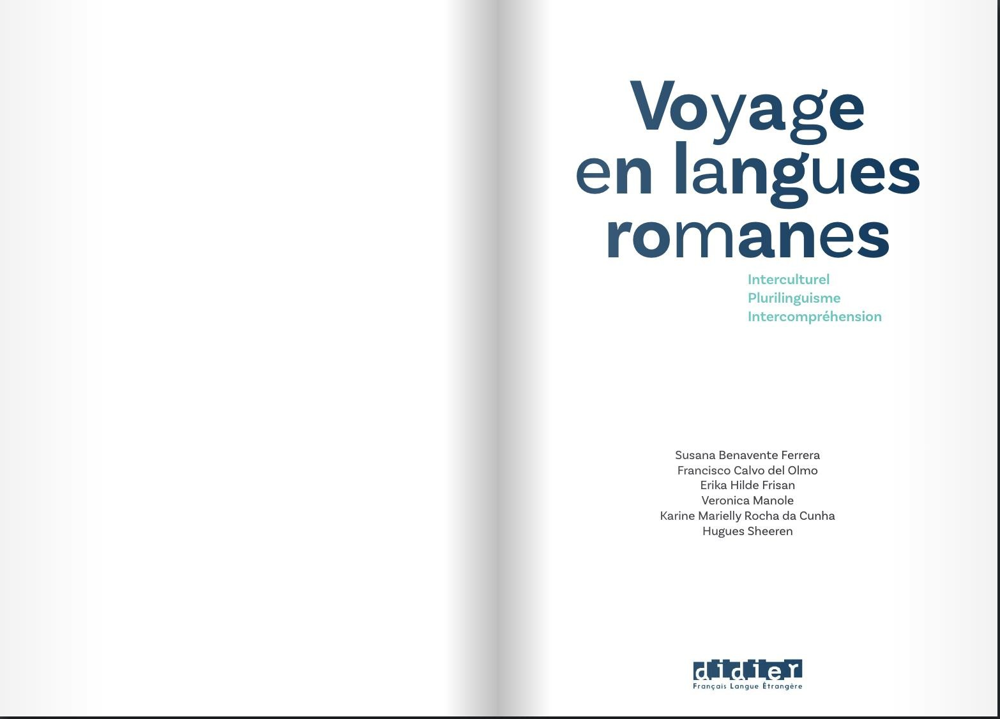 Voyage
en langues
romanes
Interculturel
Plurilinguisme
Intercompréhension
Susana Benavente Ferrera
Francisco Calvo del Olmo
Erika Hilde Frisan
Veronica Manole
Karine Marielly Rocha da Cunha
Hugues Sheeren
didier
Français Langue Étrangère